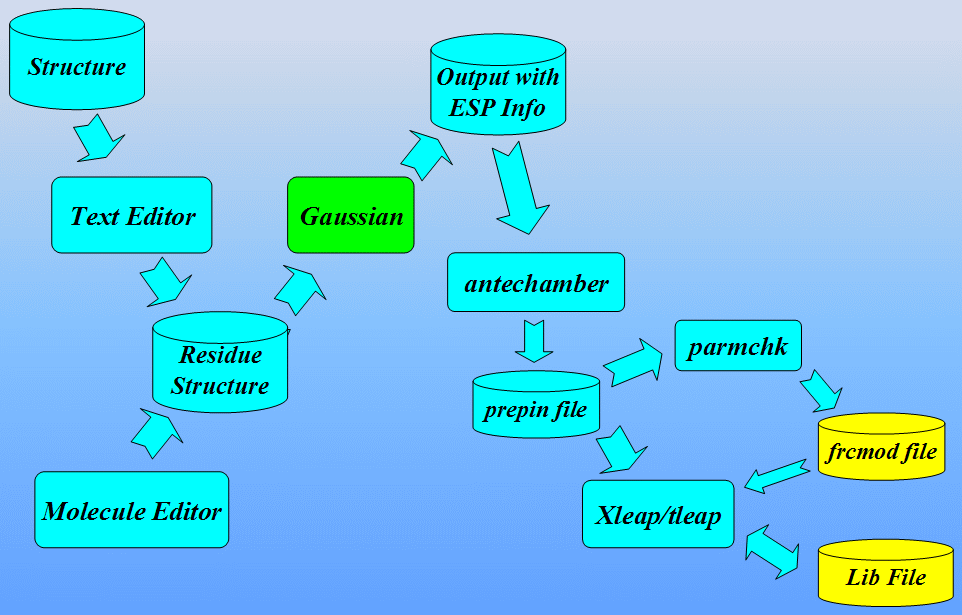 Structure
Output with
ESP Info
Text Editor
Gaussian
antechamber
Residue
Structure
parmchk
prepin file
frcmod file
Molecule Editor
Xleap/tleap
Lib File